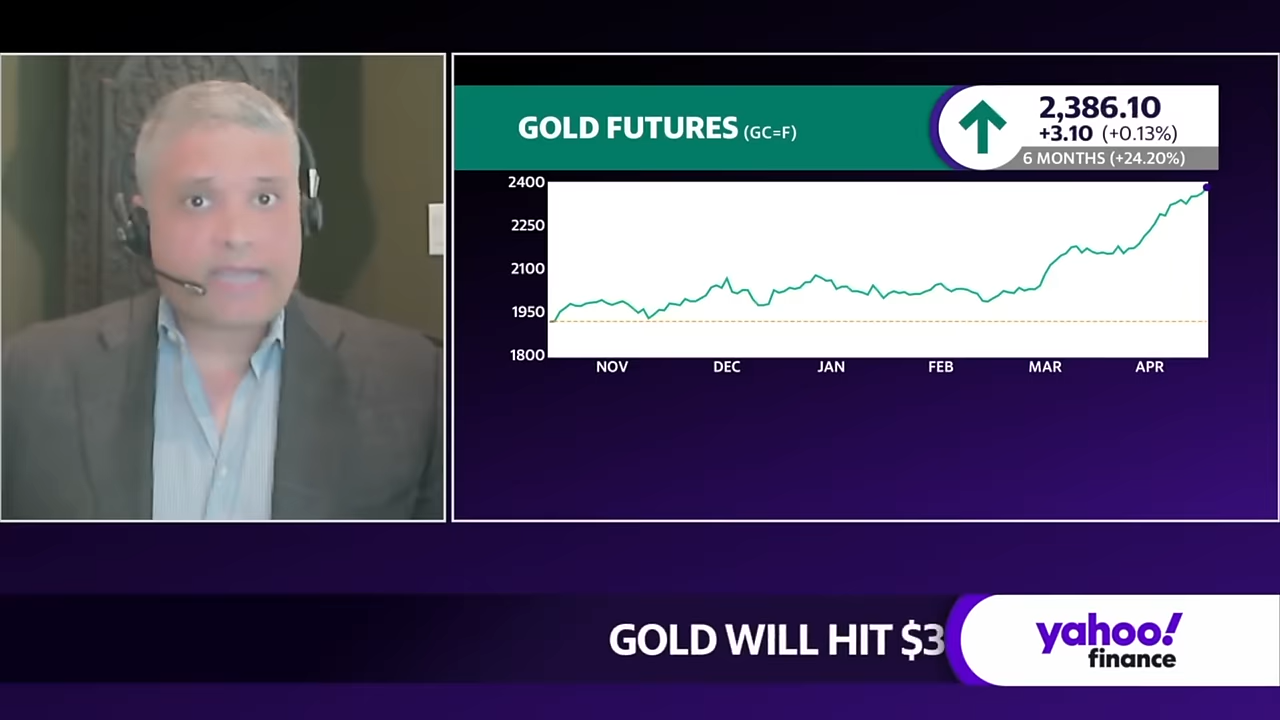 GOLD FUTURES (GC=F)
2,386.10
+3.10 (+0.13%)
6 MONTHS (+24.20%)
2400
2250
2100
1950
1800
NOV DEC JAN FEB MAR APR
GOLD WILL HIT $3
yahoo!
finance